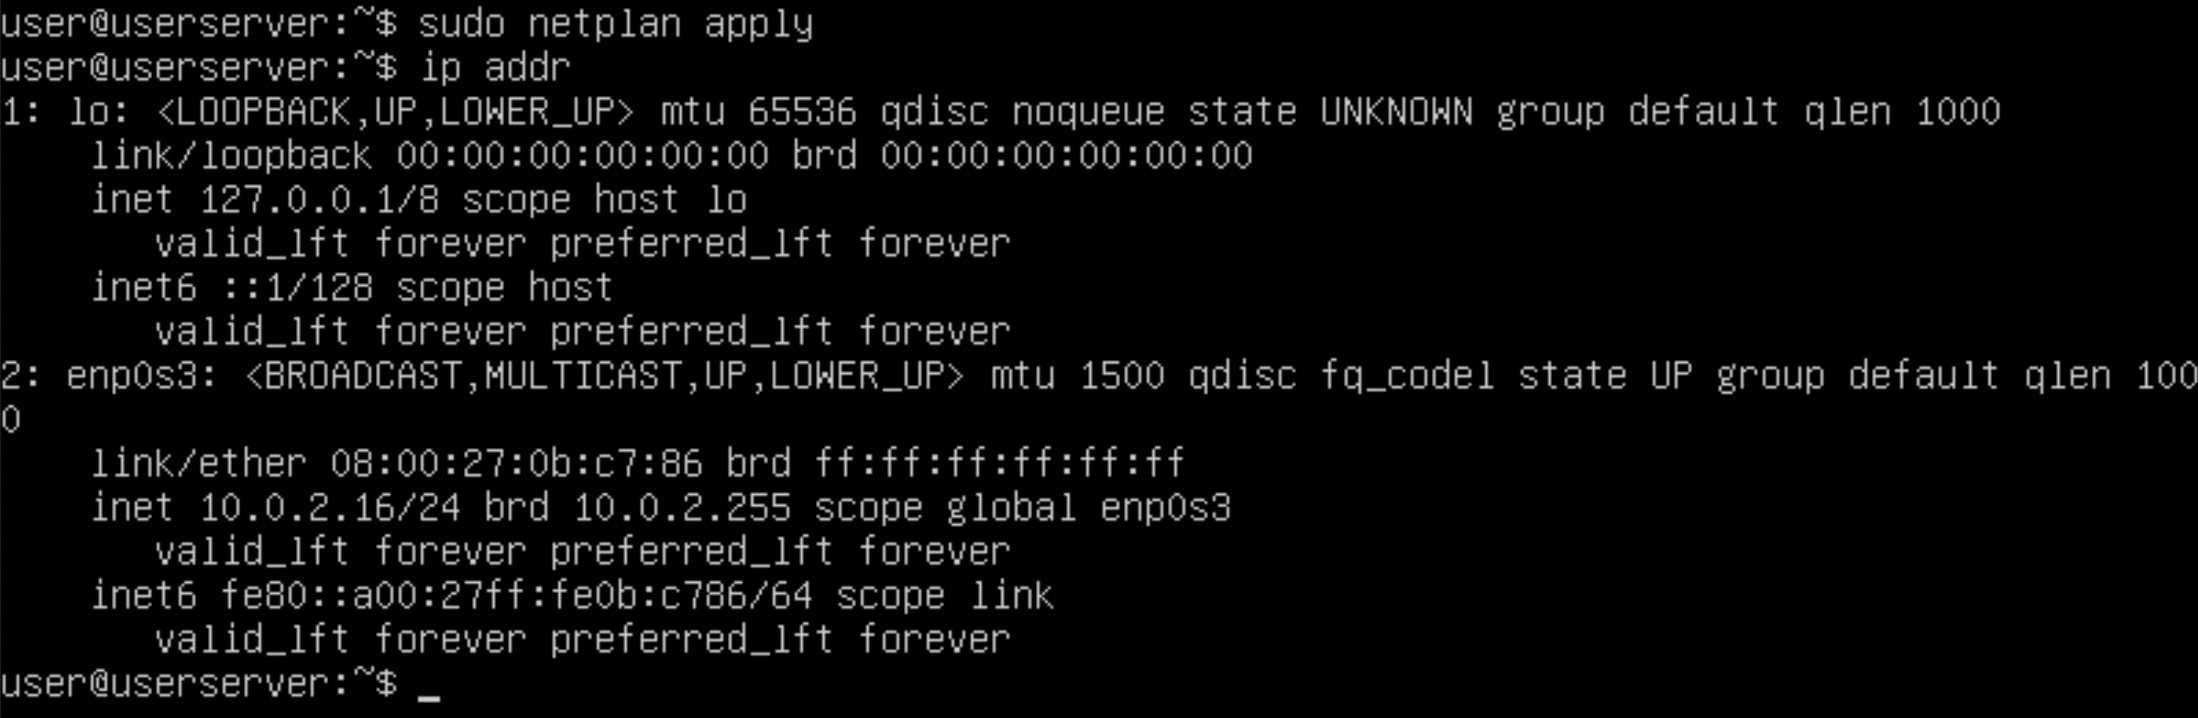 user@userserver:~$ sudo netplan apply
user@userserver:~$ ip addr
1: lo: <LOOPBACK,UP,LOWER_UP> mtu 65536 qdisc noqueue state UNKNOWN group default qlen 1000
    link/loopback 00:00:00:00:00:00 brd 00:00:00:00:00:00
    inet 127.0.0.1/8 scope host lo
       valid_lft forever preferred_lft forever
    inet6 ::1/128 scope host
       valid_lft forever preferred_lft forever
2: enp0s3: <BROADCAST,MULTICAST,UP,LOWER_UP> mtu 1500 qdisc fq_codel state UP group default qlen 100
0
    link/ether 08:00:27:0b:c7:86 brd ff:ff:ff:ff:ff:ff
    inet 10.0.2.16/24 brd 10.0.2.255 scope global enp0s3
       valid_lft forever preferred_lft forever
    inet6 fe80::a00:27ff:fe0b:c786/64 scope link
       valid_lft forever preferred_lft forever
user@userserver:~$ _